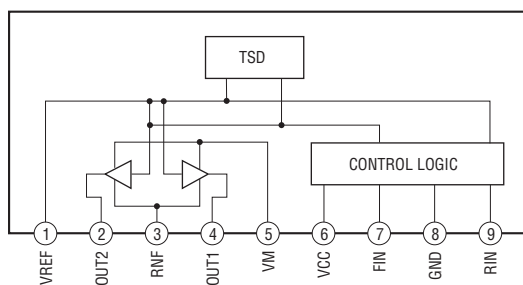 TSD
CONTROL LOGIC
1 2 3 4 5 6 7 8 9
VREF OUT2 RNF OUT1 VM VCC FIN GND RIN